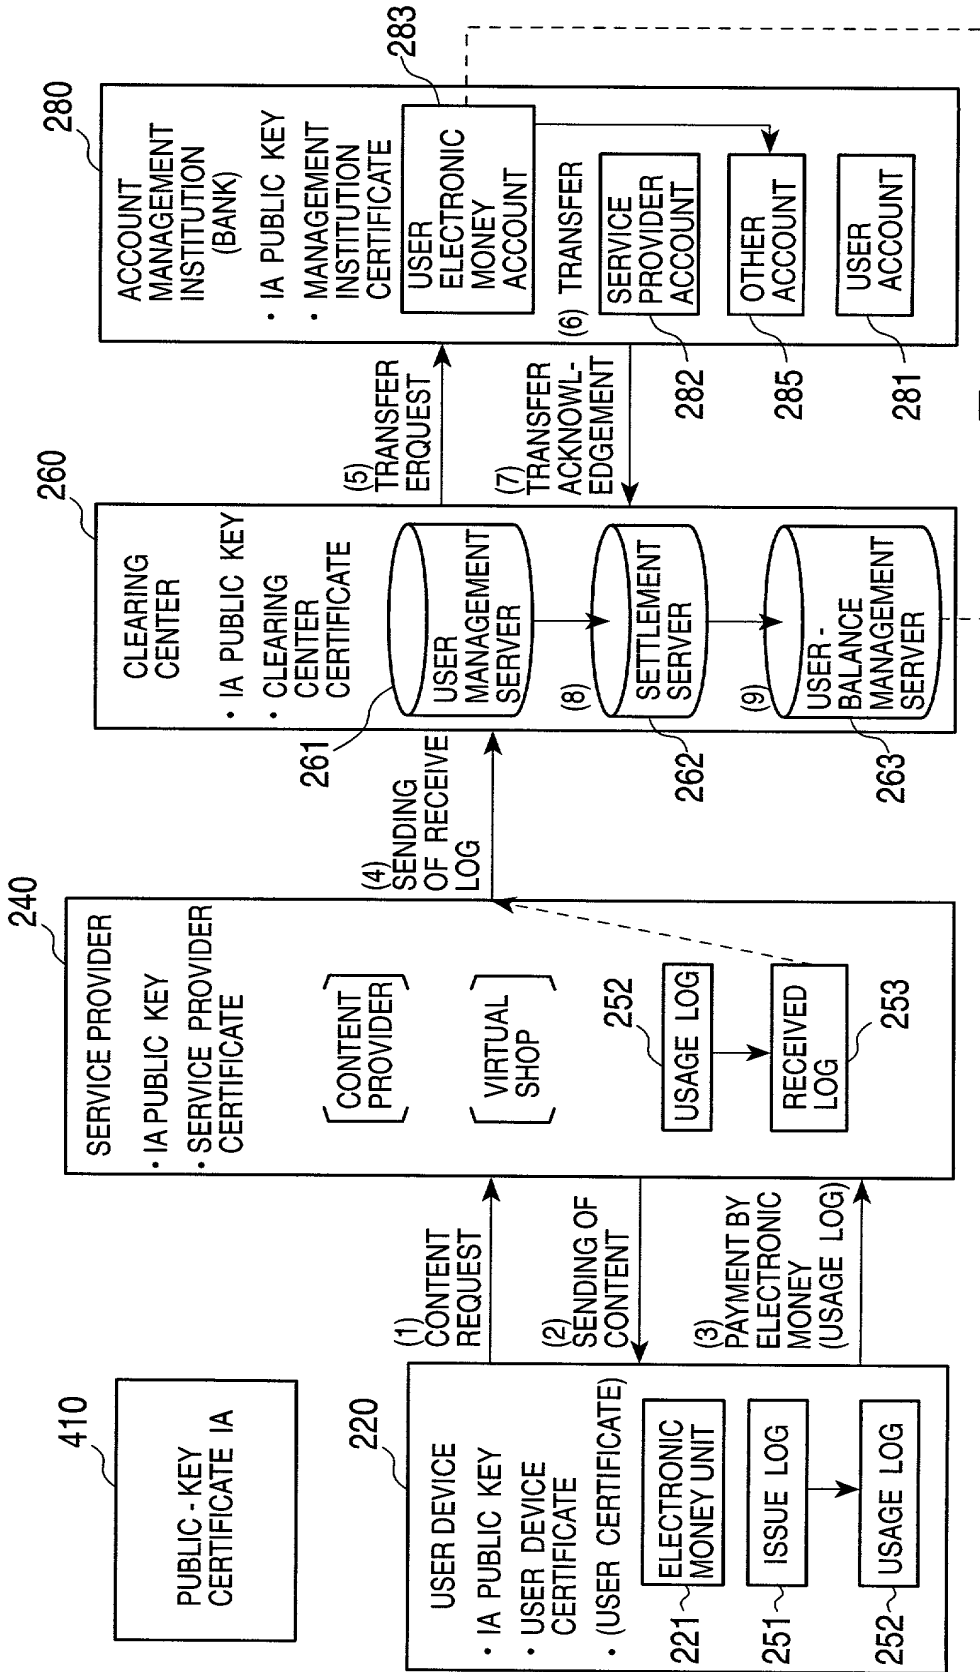 410
PUBLIC - KEY
CERTIFICATE IA
220
USER DEVICE
• IA PUBLIC KEY
• USER DEVICE
CERTIFICATE
• (USER CERTIFICATE)
ELECTRONIC
MONEY UNIT
221
ISSUE LOG
251
USAGE LOG
252
(1)
CONTENT
REQUEST
(2)
SENDING OF
CONTENT
(3)
PAYMENT BY
ELECTRONIC
MONEY
(USAGE LOG)
240
SERVICE PROVIDER
• IA PUBLIC KEY
• SERVICE PROVIDER
CERTIFICATE
CONTENT
PROVIDER
VIRTUAL
SHOP
252
USAGE LOG
RECEIVED
LOG
253
(4)
SENDING
OF RECEIVE
LOG
260
CLEARING
CENTER
• IA PUBLIC KEY
• CLEARING
CENTER
CERTIFICATE
261
USER
MANAGEMENT
SERVER
(8)
SETTLEMENT
SERVER
262
(9)
USER-
BALANCE
MANAGEMENT
SERVER
263
(5)
TRANSFER
ERQUEST
(7)
TRANSFER
ACKNOWL-
EDGEMENT
280
ACCOUNT
MANAGEMENT
INSTITUTION
(BANK)
• IA PUBLIC KEY
• MANAGEMENT
INSTITUTION
CERTIFICATE
283
USER
ELECTRONIC
MONEY
ACCOUNT
(6) TRANSFER
SERVICE
PROVIDER
ACCOUNT
282
OTHER
ACCOUNT
285
USER
ACCOUNT
281